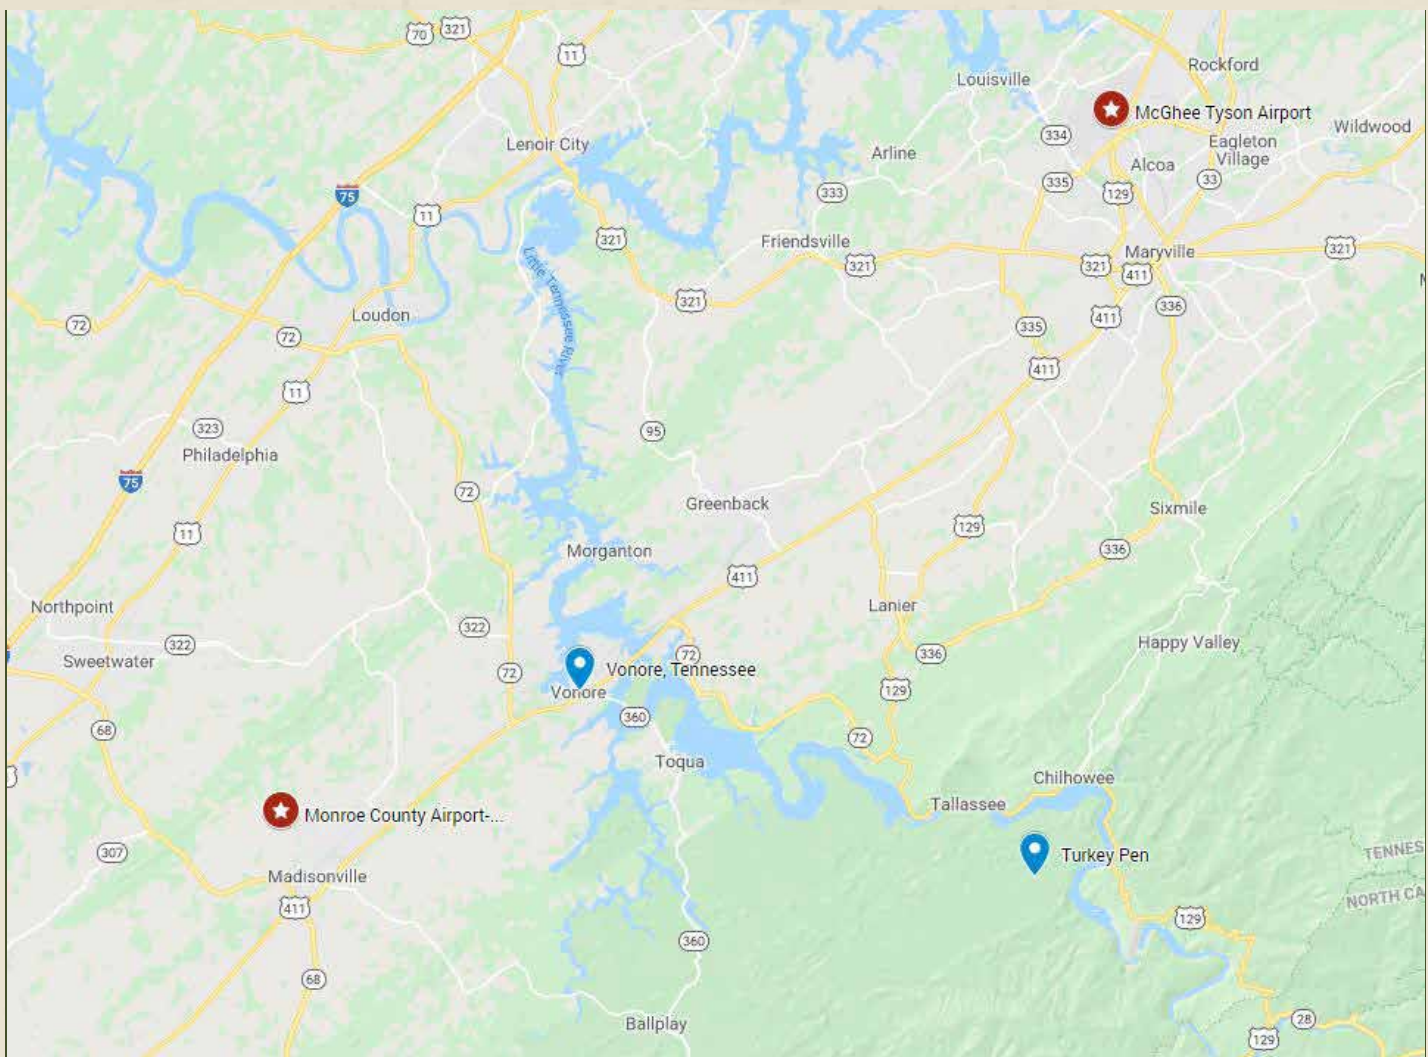 70
321
11
Louisville
Rockford
McGhee Tyson Airport
334
Wildwood
Lenoir City
Arline
Eagleton
Village
Alcoa
335
129
33
75
333
11
321
Friendsville
321
Maryville
321
321
411
Little Tennessee River
321
336
72
Loudon
72
411
335
411
11
323
95
Philadelphia
75
72
Greenback
Sixmile
11
129
336
Morganton
411
Northpoint
Lanier
322
322
Happy Valley
Sweetwater
72
336
72
Vonore, Tennessee
Vonore
129
360
68
72
Toqua
Chilhowee
Tallassee
Monroe County Airport-...
307
Turkey Pen
TENNES
Madisonville
NORTH CA
411
129
360
68
Ballplay
28
129